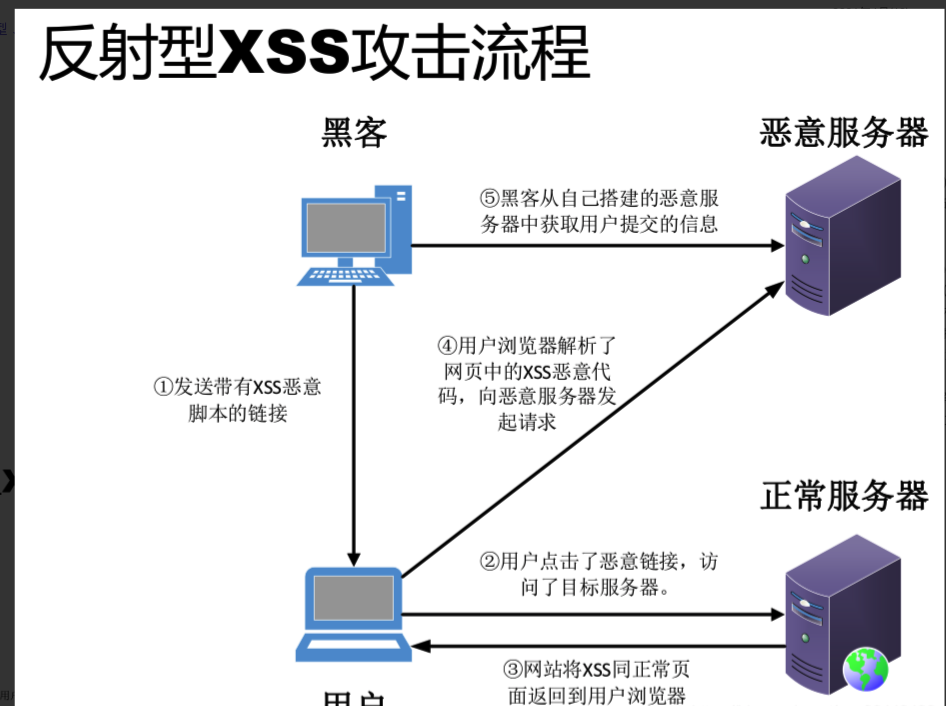 反射型XSS攻击流程
黑客
恶意服务器
⑤黑客从自己搭建的恶意服
务器中获取用户提交的信息
④用户浏览器解析了
网页中的XSS恶意代
码，向恶意服务器发
起请求
①发送带有XSS恶意
脚本的链接
正常服务器
②用户点击了恶意链接，访
问了目标服务器。
③网站将XSS同正常页
面返回到用户浏览器
用户